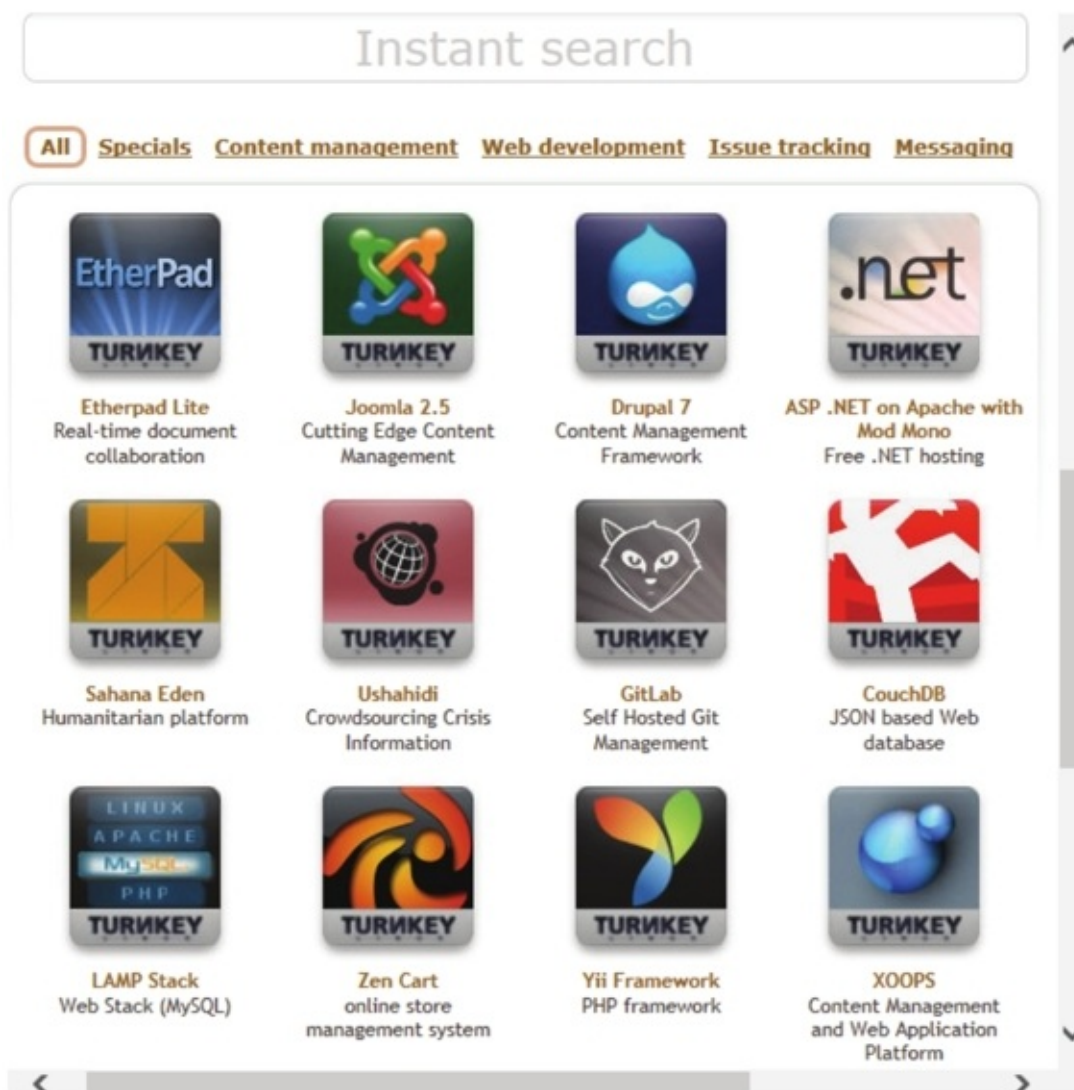 Instant search
All Specials Content management Web development Issue tracking Messaging
EtherPad
.net
TURNKEY TURNKEY TURNKEY TURNKEY
Etherpad Lite Joomla 2.5 Drupal 7 ASP .NET on Apache with
Mod Mono
Real-time document Cutting Edge Content Content Management Free .NET hosting
collaboration Management Framework
TURNKEY TURNKEY TURNKEY TURNKEY
Sahana Eden Ushahidi GitLab CouchDB
Humanitarian platform Crowdsourcing Crisis Self Hosted Git JSON based Web
Information Management database
LINUX
APACHE
MySQL
PHP
TURNKEY TURNKEY TURNKEY TURNKEY
LAMP Stack Zen Cart Yii Framework XOOPS
Web Stack (MySQL) online store PHP framework Content Management
management system and Web Application
Platform